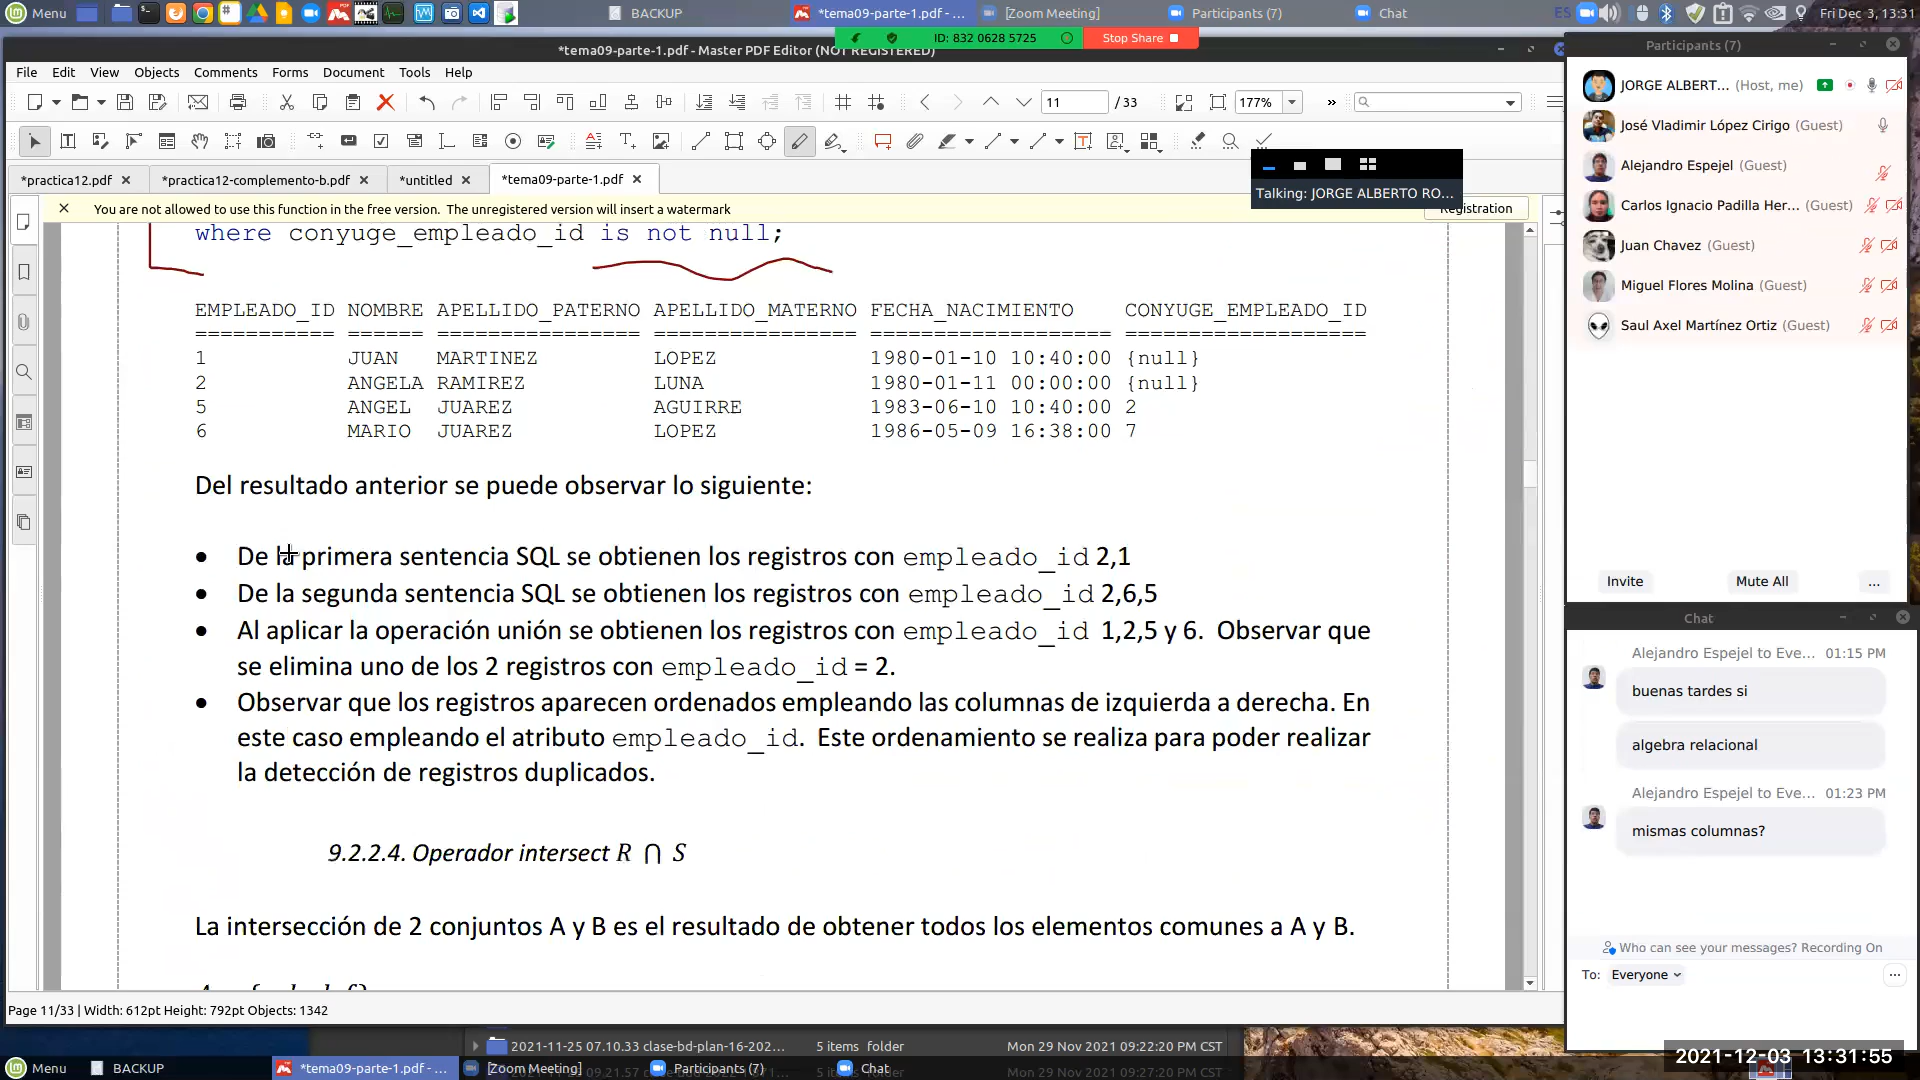 Menu
BACKUP
*tema09-parte-1.pdf - ...
[Zoom Meeting]
Participants (7)
Chat
ES
Fri Dec 3, 13:31
ID: 832 0628 5725
Stop Share
*tema09-parte-1.pdf - Master PDF Editor (NOT REGISTERED)
File Edit View Objects Comments Forms Document Tools Help
11 / 33
177%
*practica12.pdf
*practica12-complemento-b.pdf
*untitled
*tema09-parte-1.pdf
Talking: JORGE ALBERTO RO...
You are not allowed to use this function in the free version. The unregistered version will insert a watermark
Registration
where conyuge_empleado_id is not null;
EMPLEADO_ID NOMBRE APELLIDO_PATERNO APELLIDO_MATERNO FECHA_NACIMIENTO CONYUGE_EMPLEADO_ID
=========== ====== ================ ================ =================== ===================
1 JUAN MARTINEZ LOPEZ 1980-01-10 10:40:00 {null}
2 ANGELA RAMIREZ LUNA 1980-01-11 00:00:00 {null}
5 ANGEL JUAREZ AGUIRRE 1983-06-10 10:40:00 2
6 MARIO JUAREZ LOPEZ 1986-05-09 16:38:00 7
Del resultado anterior se puede observar lo siguiente:
• De la primera sentencia SQL se obtienen los registros con empleado_id 2,1
• De la segunda sentencia SQL se obtienen los registros con empleado_id 2,6,5
• Al aplicar la operación unión se obtienen los registros con empleado_id 1,2,5 y 6. Observar que
se elimina uno de los 2 registros con empleado_id = 2.
• Observar que los registros aparecen ordenados empleando las columnas de izquierda a derecha. En
este caso empleando el atributo empleado_id. Este ordenamiento se realiza para poder realizar
la detección de registros duplicados.
9.2.2.4. Operador intersect R ⋂ S
La intersección de 2 conjuntos A y B es el resultado de obtener todos los elementos comunes a A y B.
Page 11/33 | Width: 612pt Height: 792pt Objects: 1342
Participants (7)
JORGE ALBERT... (Host, me)
José Vladimir López Cirigo (Guest)
Alejandro Espejel (Guest)
Carlos Ignacio Padilla Her... (Guest)
Juan Chavez (Guest)
Miguel Flores Molina (Guest)
Saul Axel Martínez Ortiz (Guest)
Invite
Mute All
...
Chat
Alejandro Espejel to Eve... 01:15 PM
buenas tardes si
algebra relacional
Alejandro Espejel to Eve... 01:23 PM
mismas columnas?
Who can see your messages? Recording On
To: Everyone
2021-11-25 07.10.33 clase-bd-plan-16-202... 5 items folder Mon 29 Nov 2021 09:22:20 PM CST
Menu
BACKUP
*tema09-parte-1.pdf - ...
[Zoom Meeting]
Participants (7)
Chat
2021-12-03 13:31:55